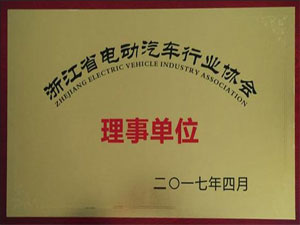 浙江省电动汽车行业协会
ZHEJIANG ELECTRIC VEHICLE INDUSTRY ASSOCIATION
理事单位
二〇一七年四月